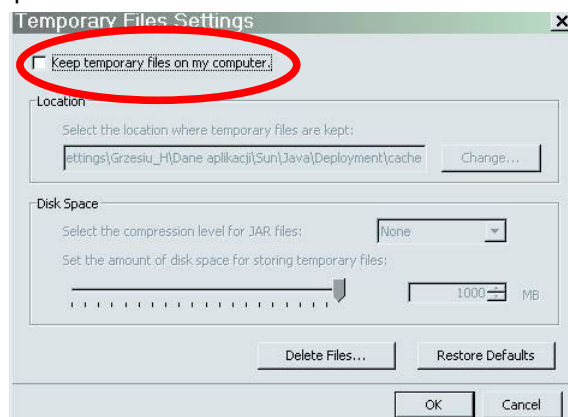 Temporary Files Settings
Keep temporary files on my computer.
Location
Select the location where temporary files are kept:
ettings\Grzesiu_H\Dane aplikacji\Sun\Java\Deployment\cache
Change...
Disk Space
Select the compression level for JAR files:
None
Set the amount of disk space for storing temporary files:
1000
MB
Delete Files...
Restore Defaults
OK
Cancel